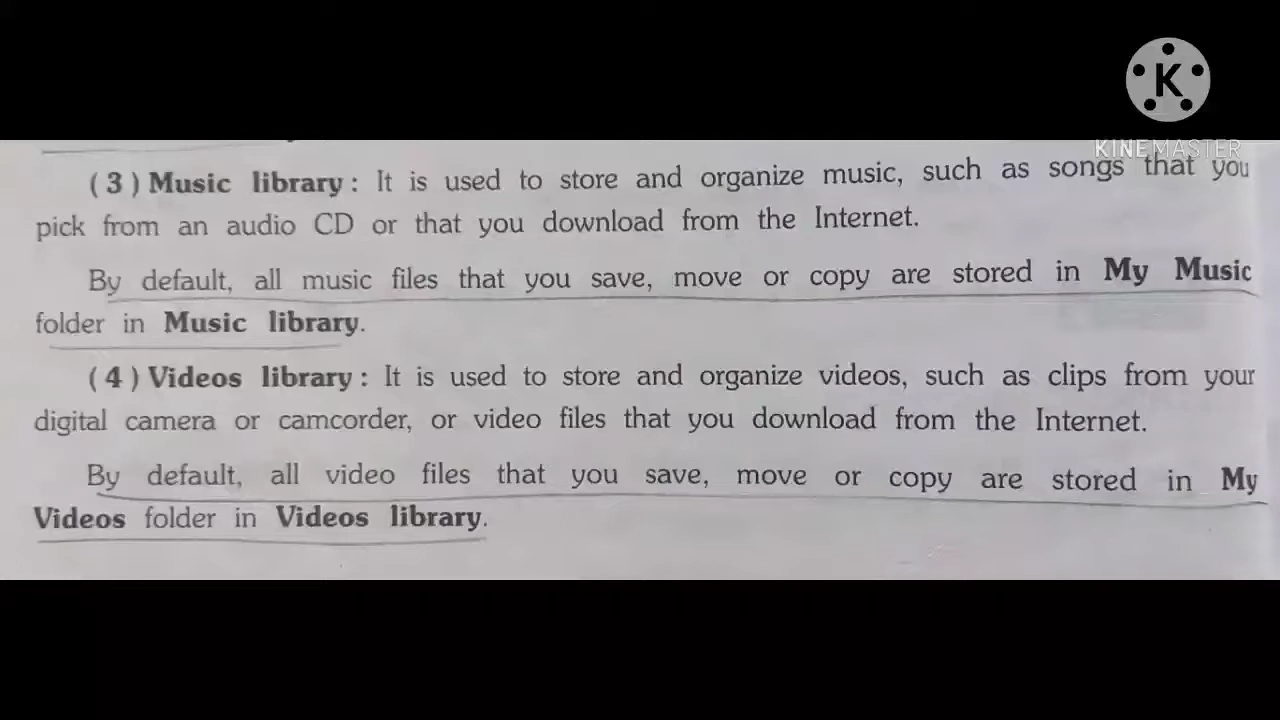 K
KINEMASTER
( 3 ) Music library : It is used to store and organize music, such as songs that you
pick from an audio CD or that you download from the Internet.
By default, all music files that you save, move or copy are stored in My Music
folder in Music library.
( 4 ) Videos library : It is used to store and organize videos, such as clips from your
digital camera or camcorder, or video files that you download from the Internet.
By default, all video files that you save, move or copy are stored in My
Videos folder in Videos library.